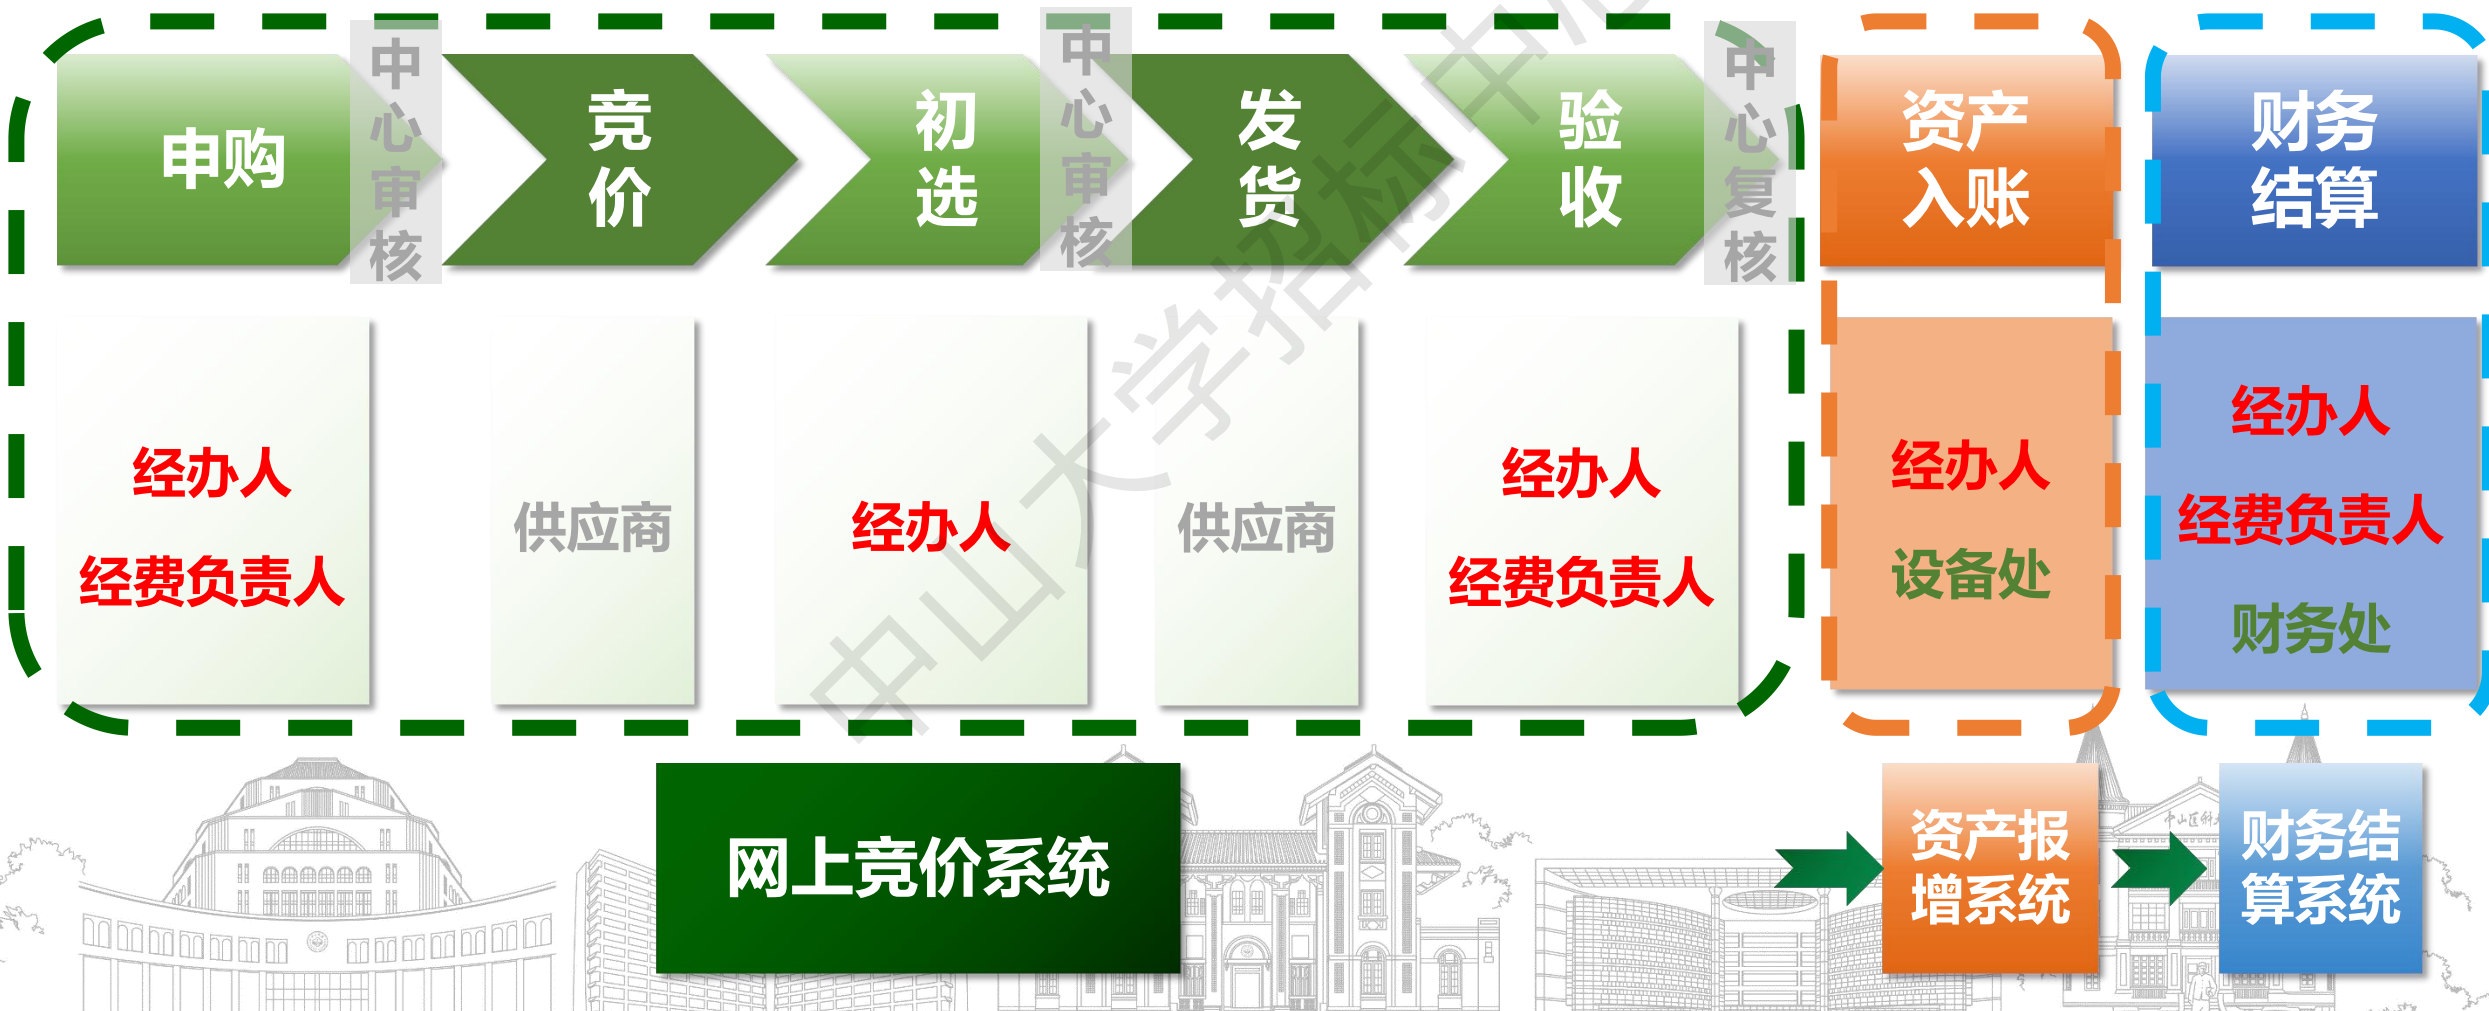 申购
中心审核
竞价
初选
中心审核
发货
验收
中心复核
资产
入账
财务
结算
经办人
经费负责人
供应商
经办人
供应商
经办人
经费负责人
经办人
设备处
经办人
经费负责人
财务处
网上竞价系统
资产报
增系统
财务结
算系统
中山大学招标中心